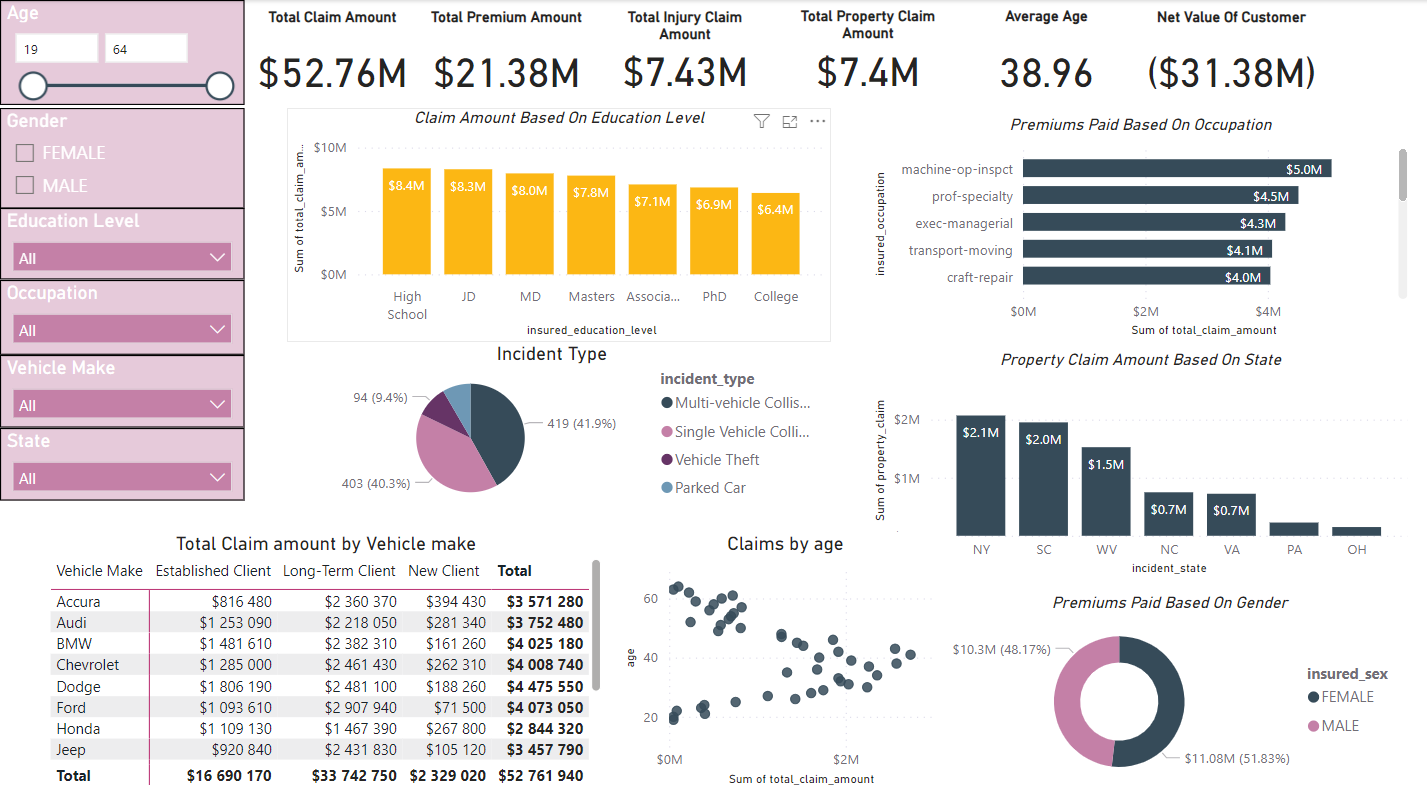 Age
19 64
Gender
FEMALE
MALE
Education Level
All
Occupation
All
Vehicle Make
All
State
All
Total Claim Amount
$52.76M
Total Premium Amount
$21.38M
Total Injury Claim
Amount
$7.43M
Total Property Claim
Amount
$7.4M
Average Age
38.96
Net Value Of Customer
($31.38M)
Claim Amount Based On Education Level
Sum of total_claim_am...
$10M
$5M
$0M
$8.4M $8.3M $8.0M $7.8M $7.1M $6.9M $6.4M
High JD MD Masters Associa... PhD College
School
insured_education_level
Premiums Paid Based On Occupation
insured_occupation
machine-op-inspct $5.0M
prof-specialty $4.5M
exec-managerial $4.3M
transport-moving $4.1M
craft-repair $4.0M
$0M $2M $4M
Sum of total_claim_amount
Incident Type
94 (9.4%)
419 (41.9%)
403 (40.3%)
incident_type
Multi-vehicle Collis...
Single Vehicle Colli...
Vehicle Theft
Parked Car
Property Claim Amount Based On State
Sum of property_claim
$2M
$1M
$2.1M $2.0M $1.5M $0.7M $0.7M
NY SC WV NC VA PA OH
incident_state
Total Claim amount by Vehicle make
Vehicle Make Established Client Long-Term Client New Client Total
Accura $816 480 $2 360 370 $394 430 $3 571 280
Audi $1 253 090 $2 218 050 $281 340 $3 752 480
BMW $1 481 610 $2 382 310 $161 260 $4 025 180
Chevrolet $1 285 000 $2 461 430 $262 310 $4 008 740
Dodge $1 806 190 $2 481 100 $188 260 $4 475 550
Ford $1 093 610 $2 907 940 $71 500 $4 073 050
Honda $1 109 130 $1 467 390 $267 800 $2 844 320
Jeep $920 840 $2 431 830 $105 120 $3 457 790
Total $16 690 170 $33 742 750 $2 329 020 $52 761 940
Claims by age
age
60
40
20
$0M $2M
Sum of total_claim_amount
Premiums Paid Based On Gender
$10.3M (48.17%)
$11.08M (51.83%)
insured_sex
FEMALE
MALE